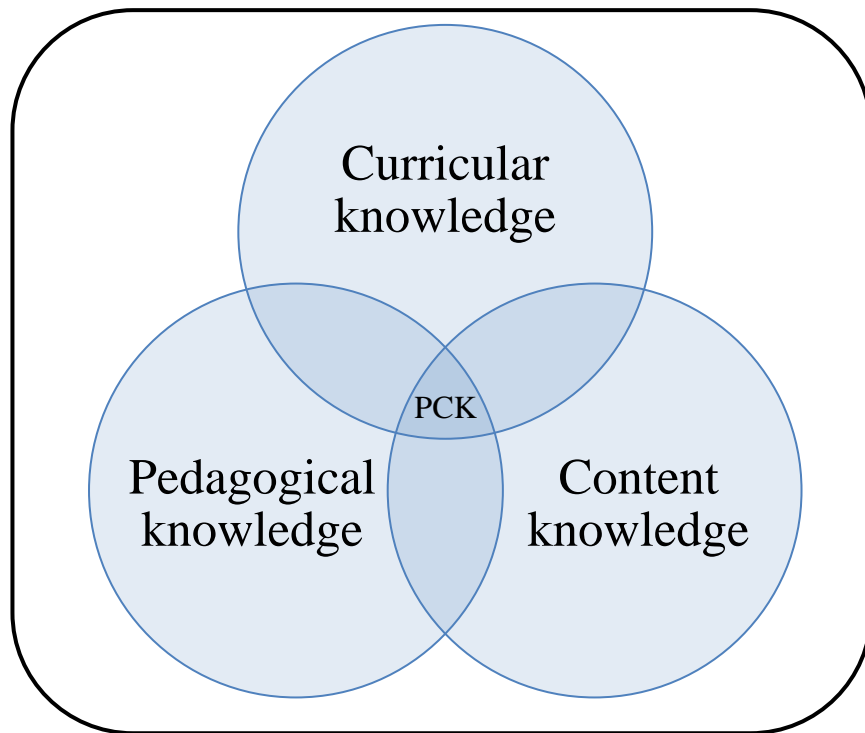 Curricular
knowledge
PCK
Pedagogical
knowledge
Content
knowledge